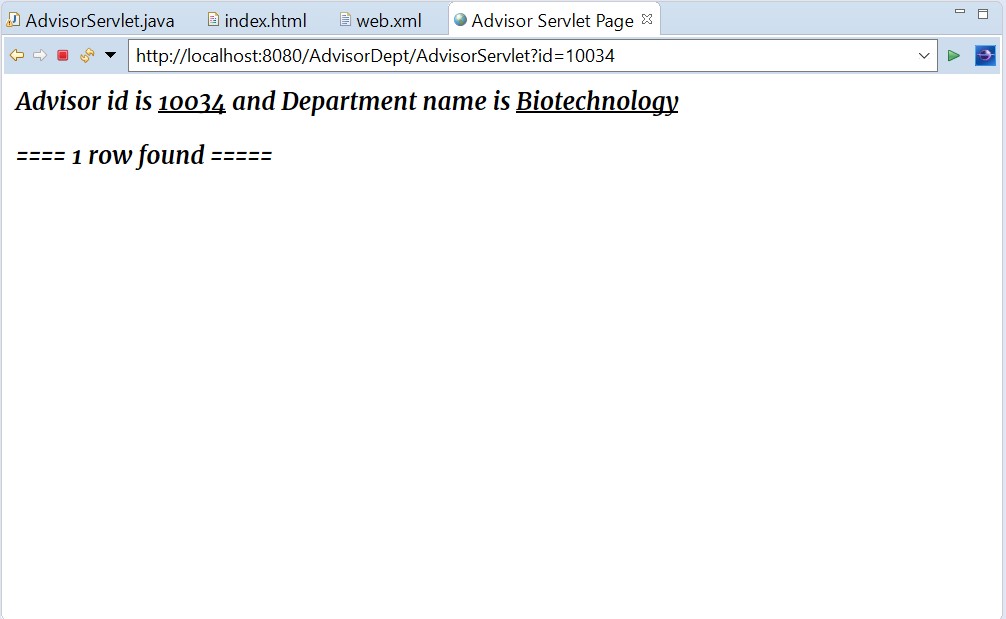 AdvisorServlet.java index.html web.xml Advisor Servlet Page
http://localhost:8080/AdvisorDept/AdvisorServlet?id=10034
Advisor id is 10034 and Department name is Biotechnology
==== 1 row found =====